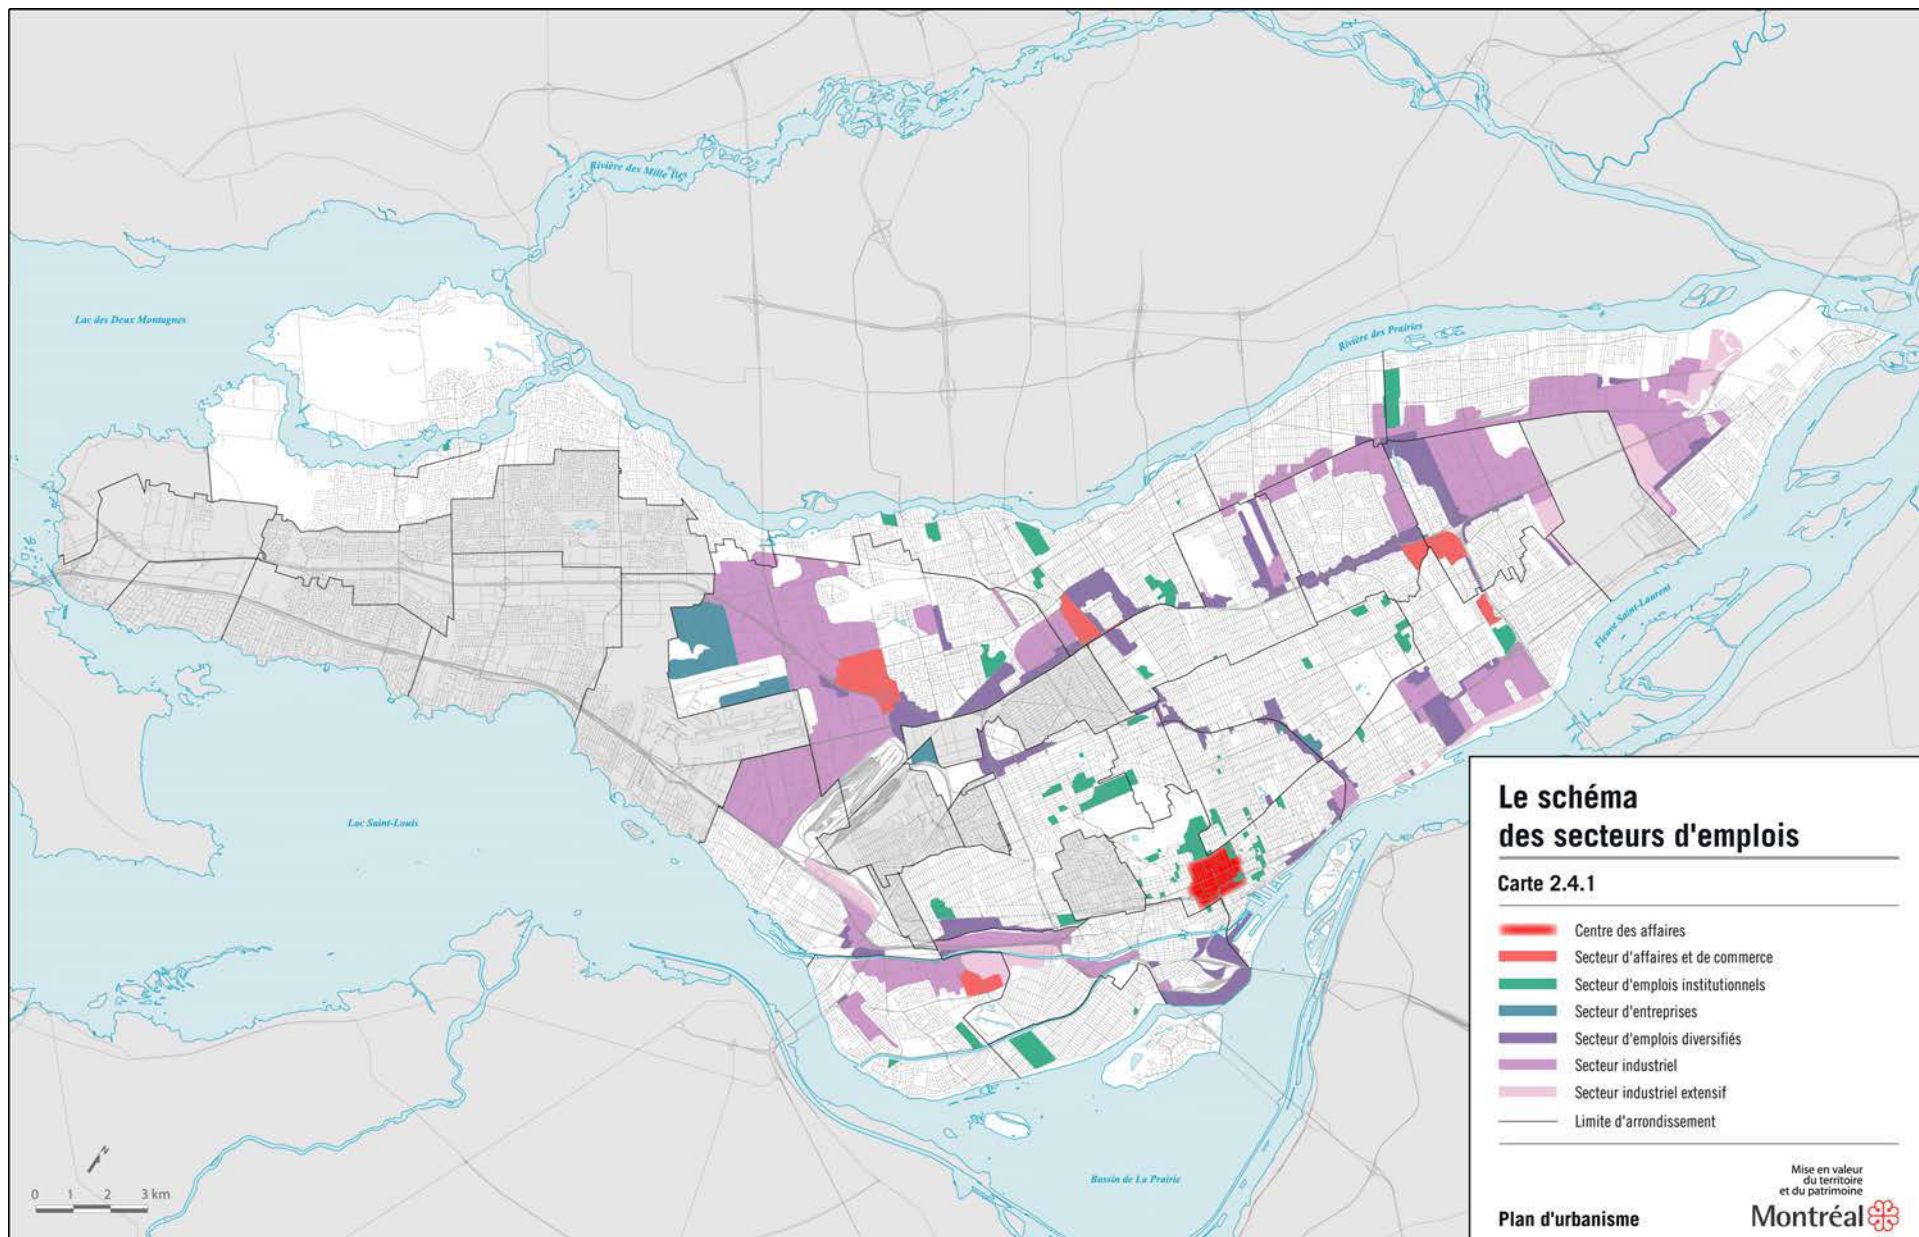 Rivière des Mille Îles
Lac des Deux Montagnes
Rivière des Prairies
Fleuve Saint-Laurent
Lac Saint-Louis
Bassin de La Prairie
N
0 1 2 3 km
Le schéma
des secteurs d'emplois
Carte 2.4.1
Centre des affaires
Secteur d'affaires et de commerce
Secteur d'emplois institutionnels
Secteur d'entreprises
Secteur d'emplois diversifiés
Secteur industriel
Secteur industriel extensif
Limite d'arrondissement
Mise en valeur
du territoire
et du patrimoine
Plan d'urbanisme
Montréal